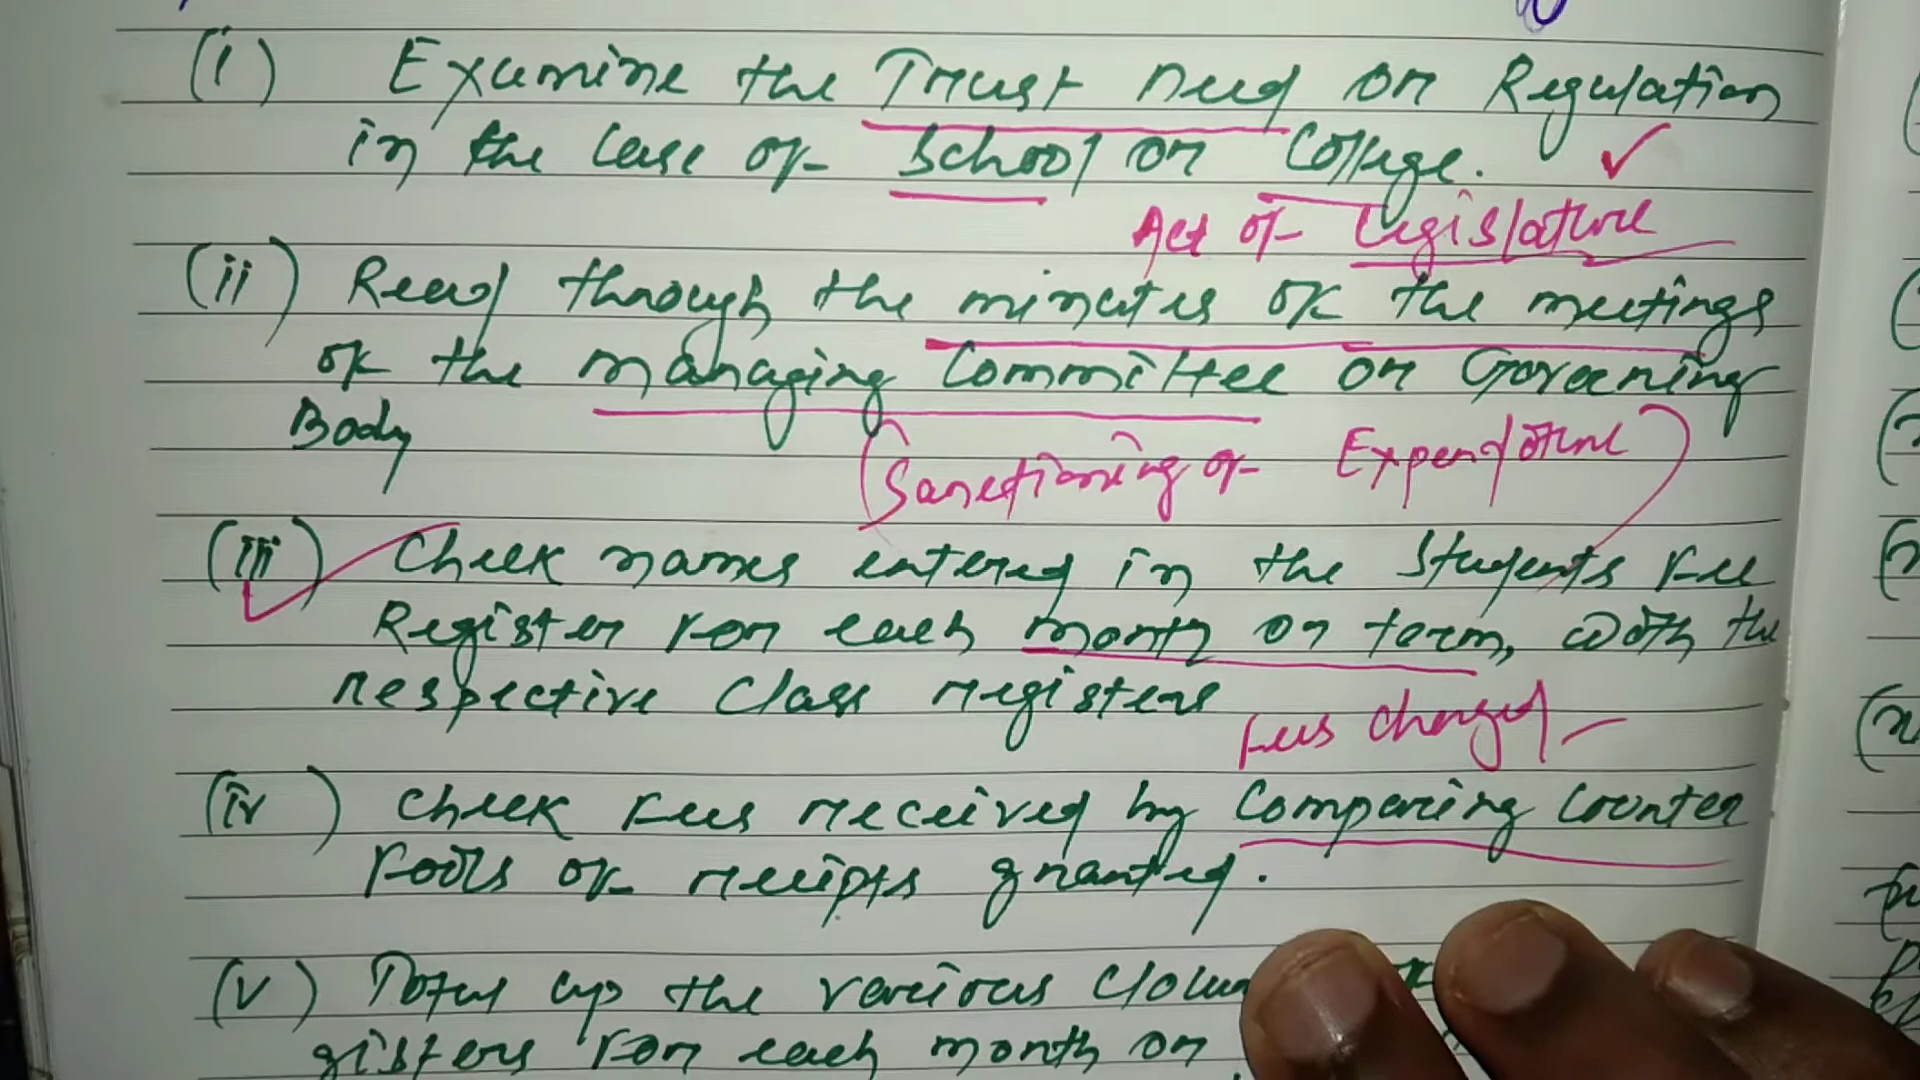 (i) Examine the Trust Deed or Regulation
in the case of School or College.
Act of Legislature
(ii) Read through the minutes of the meetings
of the managing Committee or Governing
Body
(Sanctioning of Expenditure)
(iii) Check names entered in the Students Fee
Register for each month or term, with the
respective Class registers
Fees charged
(iv) Check Fees received by Comparing Counter
Foils of receipts granted.
(v) Total up the various
gisters for each month or